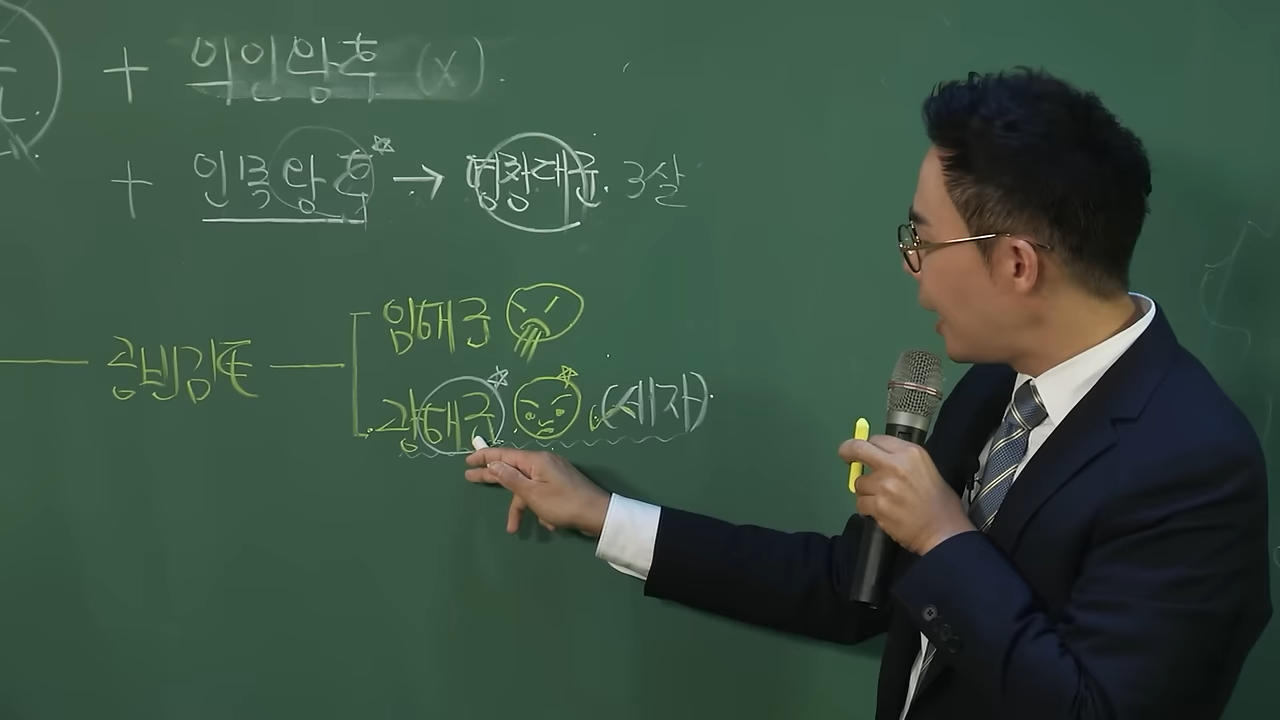 + 의인왕후 (x).
+ 인목왕후 → 영창대군. 3살
공빈김씨
임해군
광해군 (세자)